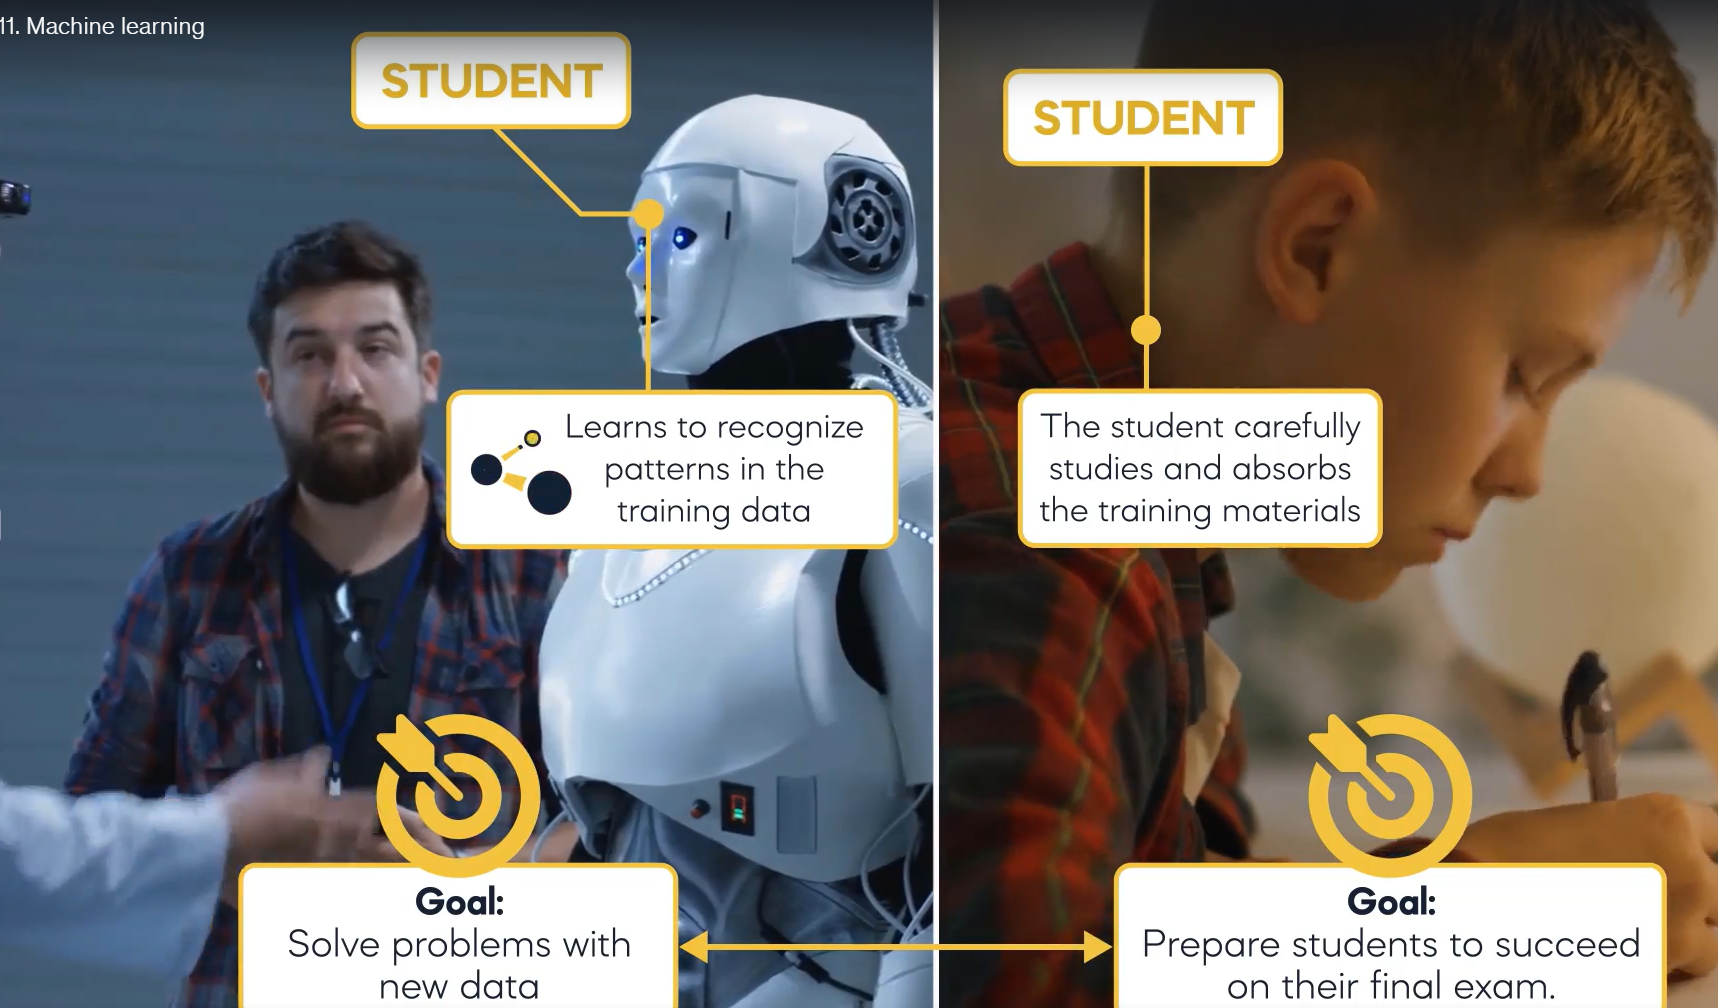 11. Machine learning
STUDENT
Learns to recognize
patterns in the
training data
Goal:
Solve problems with
new data
STUDENT
The student carefully
studies and absorbs
the training materials
Goal:
Prepare students to succeed
on their final exam.